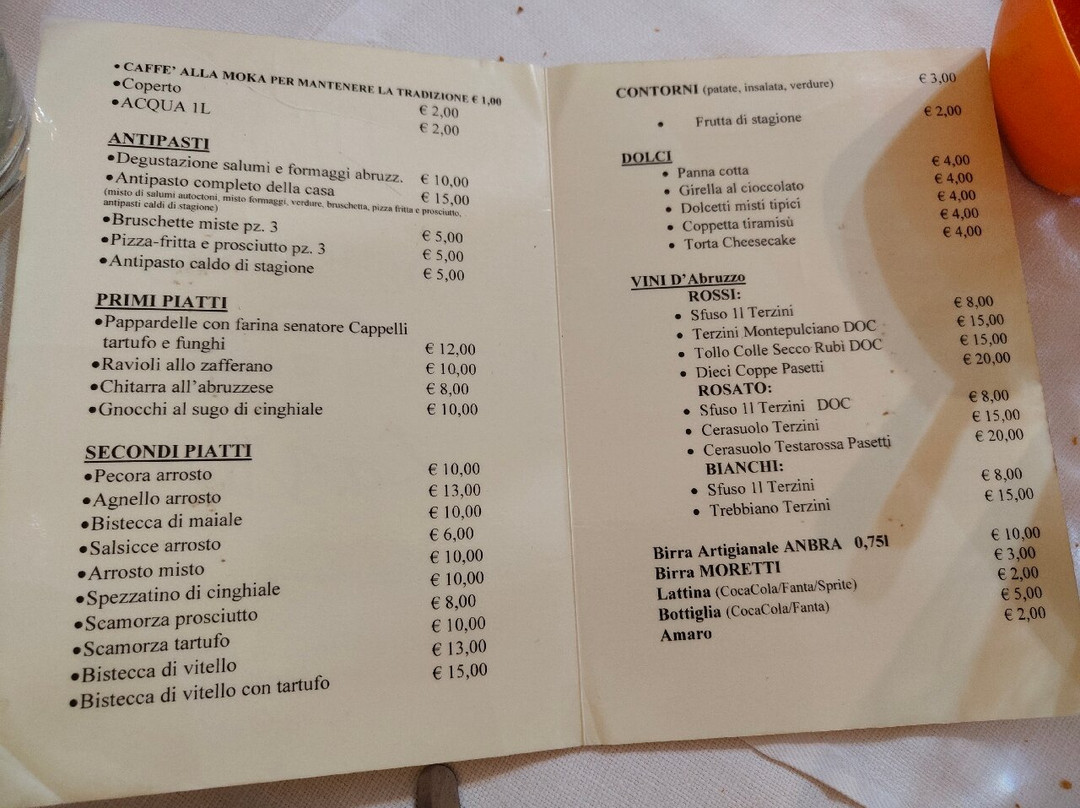 • CAFFE' ALLA MOKA PER MANTENERE LA TRADIZIONE € 1,00
•Coperto € 2,00
•ACQUA 1L € 2,00
ANTIPASTI
•Degustazione salumi e formaggi abruzz. € 10,00
•Antipasto completo della casa € 15,00
(misto di salumi autoctoni, misto formaggi, verdure, bruschetta, pizza fritta e prosciutto,
antipasti caldi di stagione)
•Bruschette miste pz. 3 € 5,00
•Pizza-fritta e prosciutto pz. 3 € 5,00
•Antipasto caldo di stagione € 5,00
PRIMI PIATTI
•Pappardelle con farina senatore Cappelli
tartufo e funghi € 12,00
•Ravioli allo zafferano € 10,00
•Chitarra all'abruzzese € 8,00
•Gnocchi al sugo di cinghiale € 10,00
SECONDI PIATTI
•Pecora arrosto € 10,00
•Agnello arrosto € 13,00
•Bistecca di maiale € 10,00
•Salsicce arrosto € 6,00
•Arrosto misto € 10,00
•Spezzatino di cinghiale € 10,00
•Scamorza prosciutto € 8,00
•Scamorza tartufo € 10,00
•Bistecca di vitello € 13,00
•Bistecca di vitello con tartufo € 15,00
CONTORNI (patate, insalata, verdure) € 3,00
• Frutta di stagione € 2,00
DOLCI
• Panna cotta € 4,00
• Girella al cioccolato € 4,00
• Dolcetti misti tipici € 4,00
• Coppetta tiramisù € 4,00
• Torta Cheesecake € 4,00
VINI D'Abruzzo
ROSSI:
• Sfuso 1l Terzini € 8,00
• Terzini Montepulciano DOC € 15,00
• Tollo Colle Secco Rubì DOC € 15,00
• Dieci Coppe Pasetti € 20,00
ROSATO:
• Sfuso 1l Terzini DOC € 8,00
• Cerasuolo Terzini € 15,00
• Cerasuolo Testarossa Pasetti € 20,00
BIANCHI:
• Sfuso 1l Terzini € 8,00
• Trebbiano Terzini € 15,00
Birra Artigianale ANBRA 0,75l € 10,00
Birra MORETTI € 3,00
Lattina (CocaCola/Fanta/Sprite) € 2,00
Bottiglia (CocaCola/Fanta) € 5,00
Amaro € 2,00